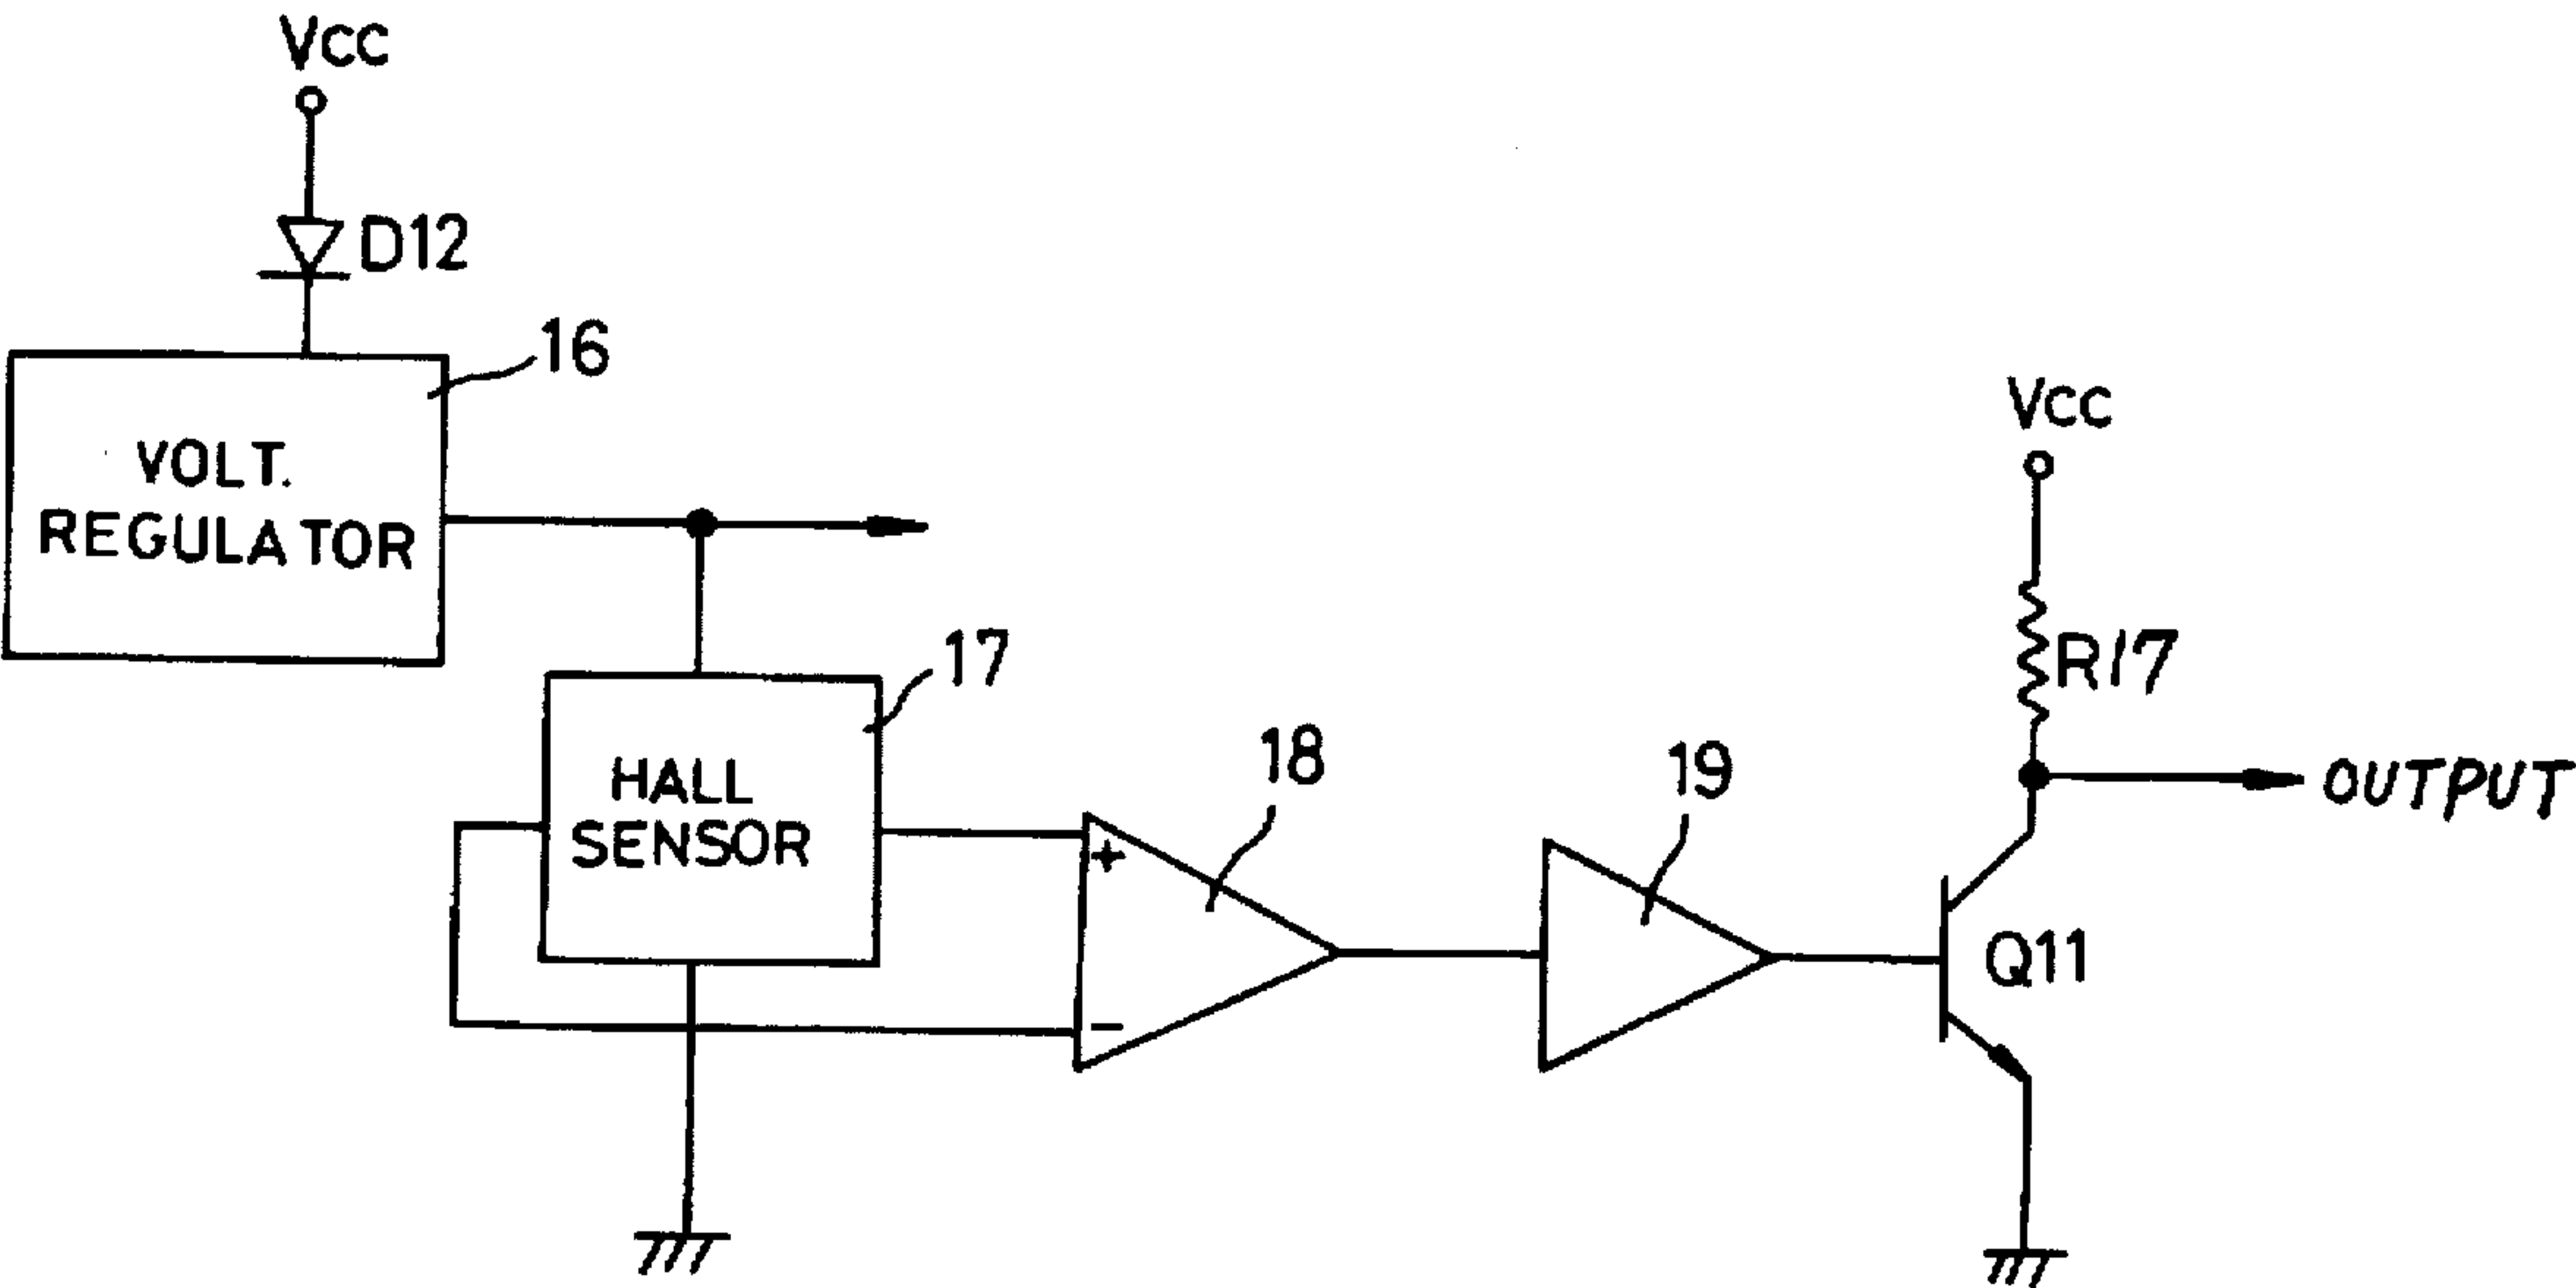 Vcc
D12
16
VOLT.
REGULATOR
Vcc
17
R17
HALL
SENSOR
18
19
OUTPUT
+
Q11
−